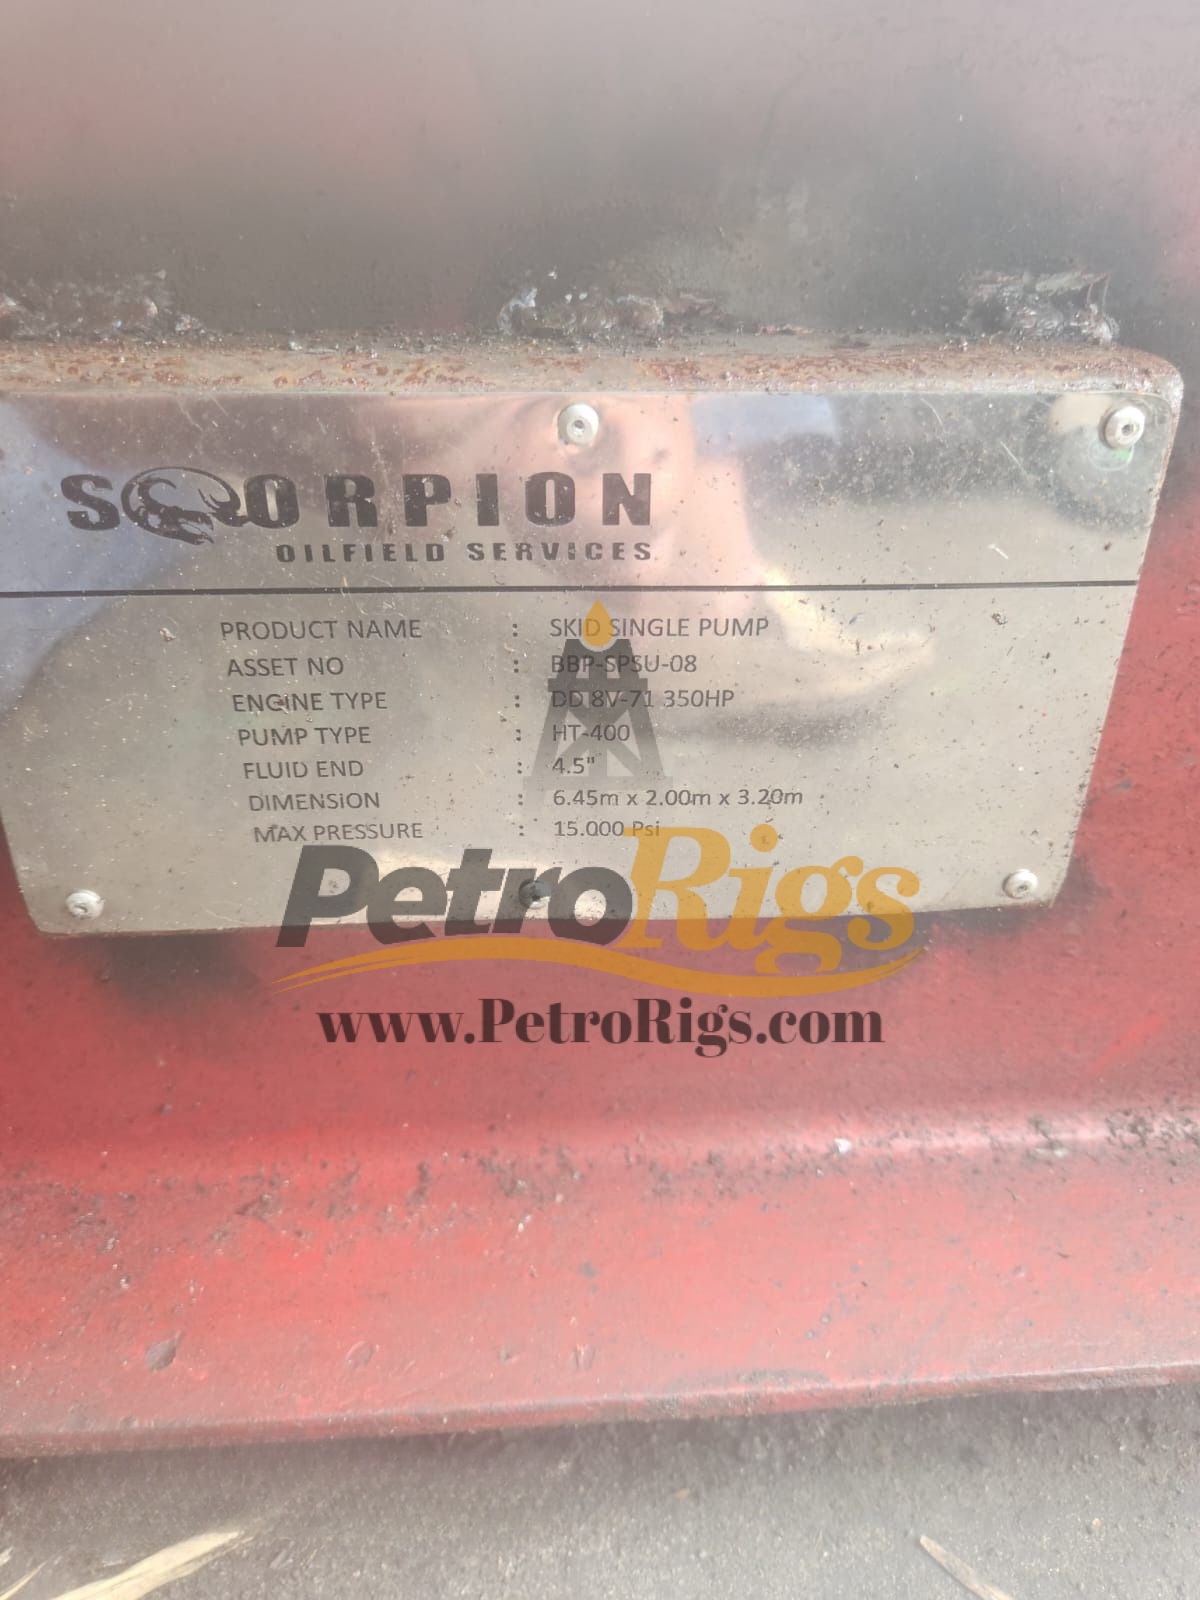 SCORPION
OILFIELD SERVICES
PRODUCT NAME : SKID SINGLE PUMP
ASSET NO : BBP-SPSU-08
ENGINE TYPE : DD 8V-71 350HP
PUMP TYPE : HT-400
FLUID END : 4.5"
DIMENSION : 6.45m x 2.00m x 3.20m
MAX PRESSURE : 15.000 Psi
PetroRigs
www.PetroRigs.com